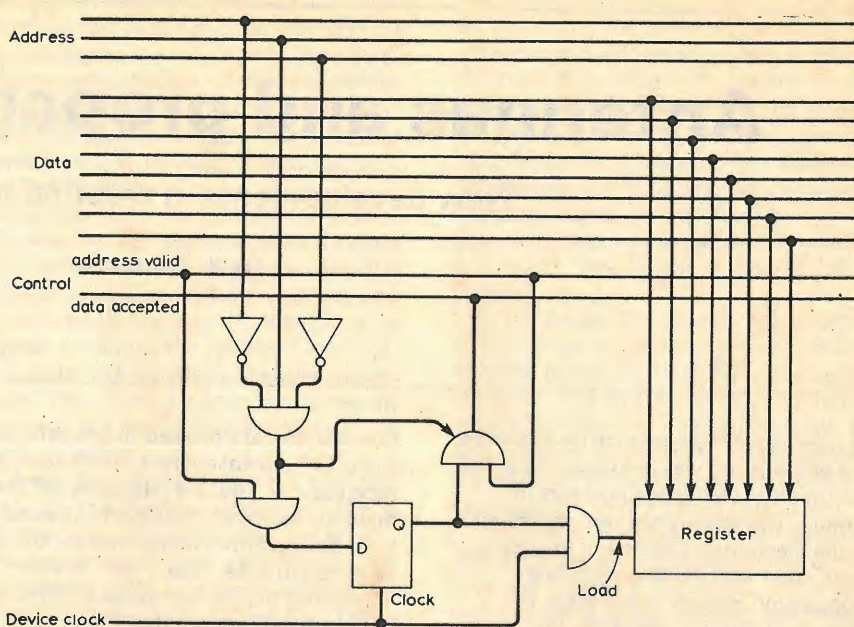 Address
Data
address valid
Control
data accepted
D
Q
Clock
Register
Load
Device clock